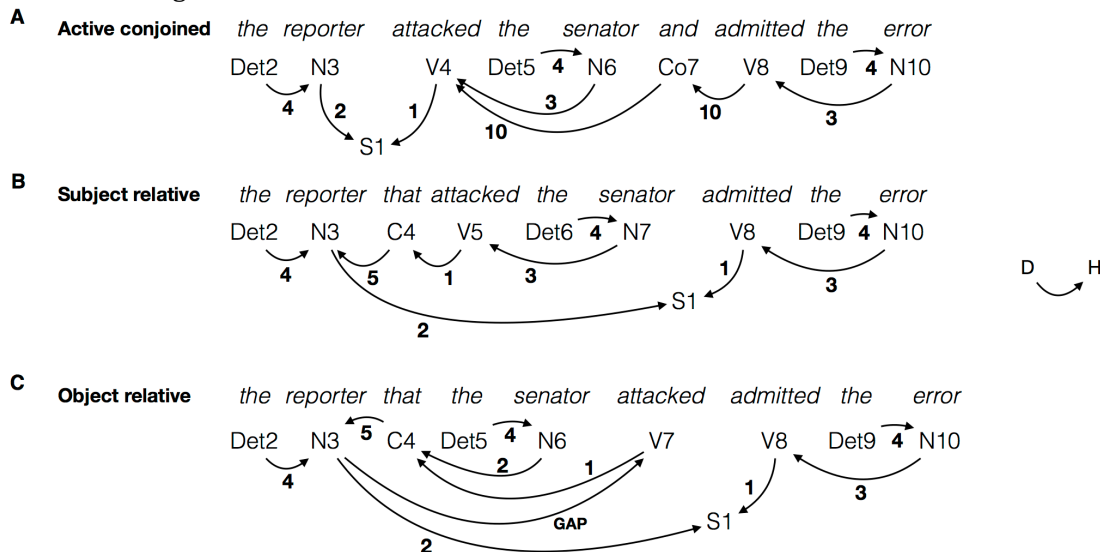 A Active conjoined the reporter attacked the senator and admitted the error
Det2 N3 V4 Det5 4 N6 Co7 V8 Det9 4 N10
4 2 1 3 10 10 3
S1
B Subject relative the reporter that attacked the senator admitted the error
Det2 N3 C4 V5 Det6 4 N7 V8 Det9 4 N10
4 5 1 3 1 3
S1
2
D H
C Object relative the reporter that the senator attacked admitted the error
Det2 N3 5 C4 Det5 4 N6 V7 V8 Det9 4 N10
4 2 1 1 3
GAP S1
2